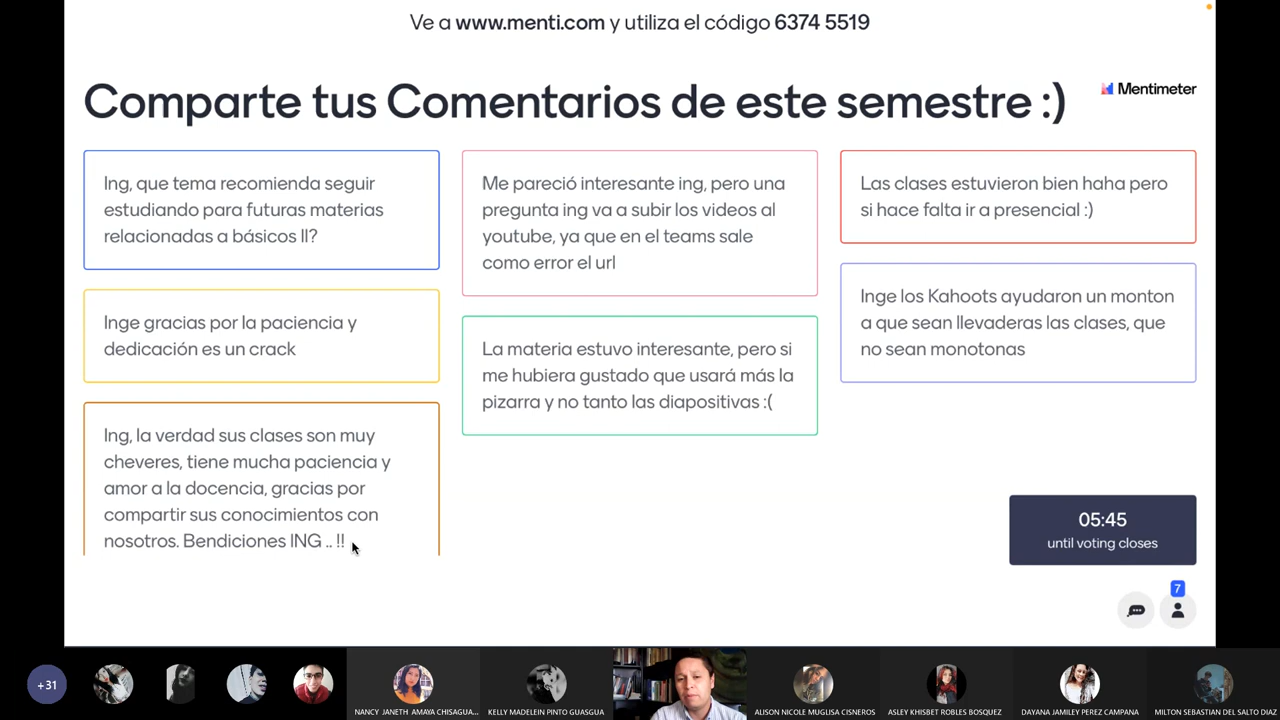 Ve a www.menti.com y utiliza el código 6374 5519
Comparte tus Comentarios de este semestre :)
Mentimeter
Ing, que tema recomienda seguir
estudiando para futuras materias
relacionadas a básicos II?
Inge gracias por la paciencia y
dedicación es un crack
Ing, la verdad sus clases son muy
cheveres, tiene mucha paciencia y
amor a la docencia, gracias por
compartir sus conocimientos con
nosotros. Bendiciones ING .. !!
Me pareció interesante ing, pero una
pregunta ing va a subir los videos al
youtube, ya que en el teams sale
como error el url
La materia estuvo interesante, pero si
me hubiera gustado que usará más la
pizarra y no tanto las diapositivas :(
Las clases estuvieron bien haha pero
si hace falta ir a presencial :)
Inge los Kahoots ayudaron un monton
a que sean llevaderas las clases, que
no sean monotonas
05:45
until voting closes
7
+31
NANCY JANETH AMAYA CHISAGUA...
KELLY MADELEIN PINTO GUASGUA
ALISON NICOLE MUGLISA CISNEROS
ASLEY KHISBET ROBLES BOSQUEZ
DAYANA JAMILEY PEREZ CAMPANA
MILTON SEBASTIAN DEL SALTO DIAZ